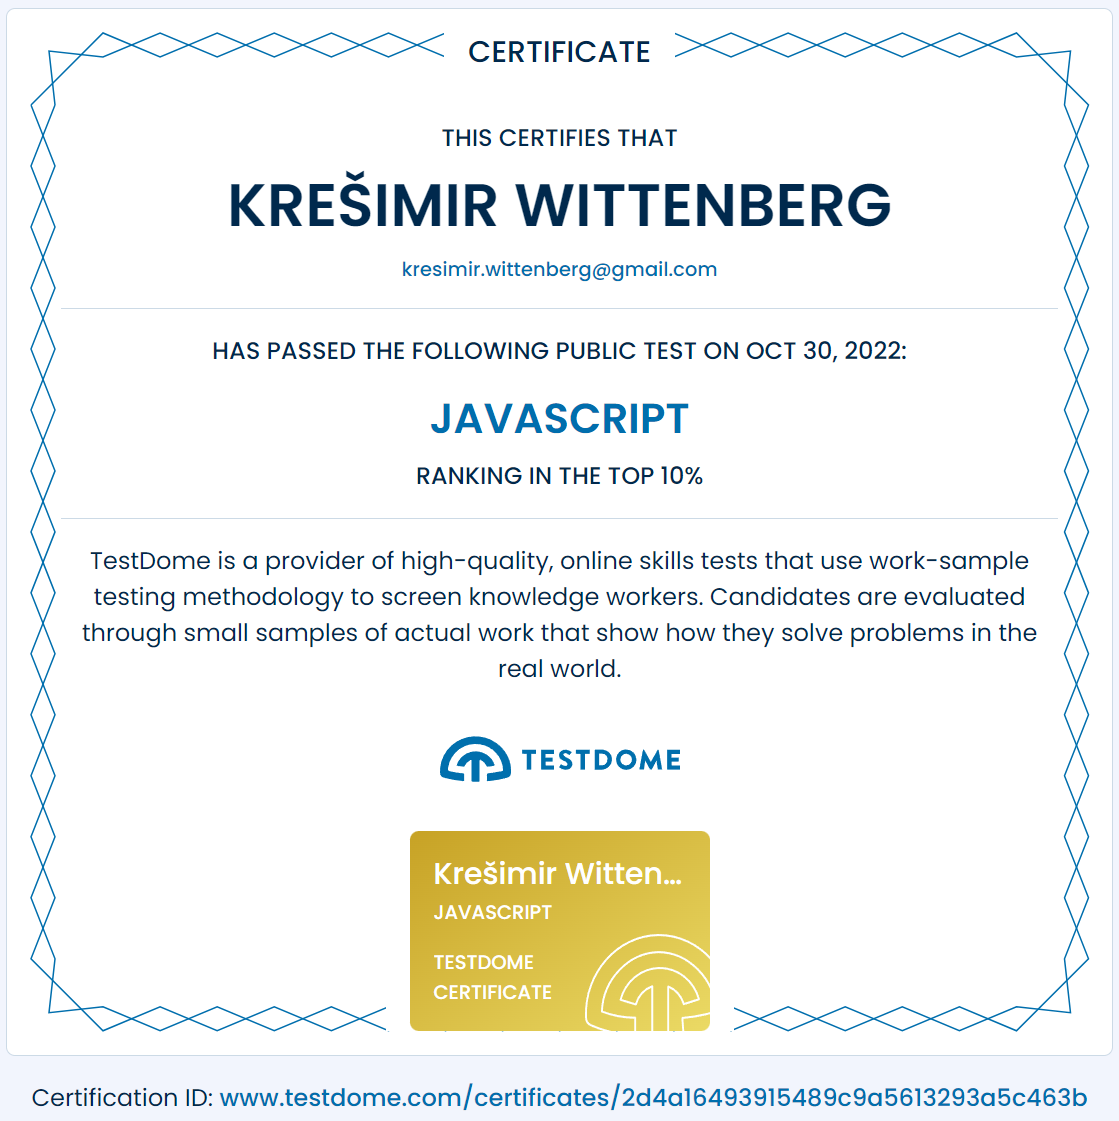 CERTIFICATE
THIS CERTIFIES THAT
KREŠIMIR WITTENBERG
kresimir.wittenberg@gmail.com
HAS PASSED THE FOLLOWING PUBLIC TEST ON OCT 30, 2022:
JAVASCRIPT
RANKING IN THE TOP 10%
TestDome is a provider of high-quality, online skills tests that use work-sample
testing methodology to screen knowledge workers. Candidates are evaluated
through small samples of actual work that show how they solve problems in the
real world.
TESTDOME
Krešimir Witten...
JAVASCRIPT
TESTDOME
CERTIFICATE
Certification ID: www.testdome.com/certificates/2d4a16493915489c9a5613293a5c463b